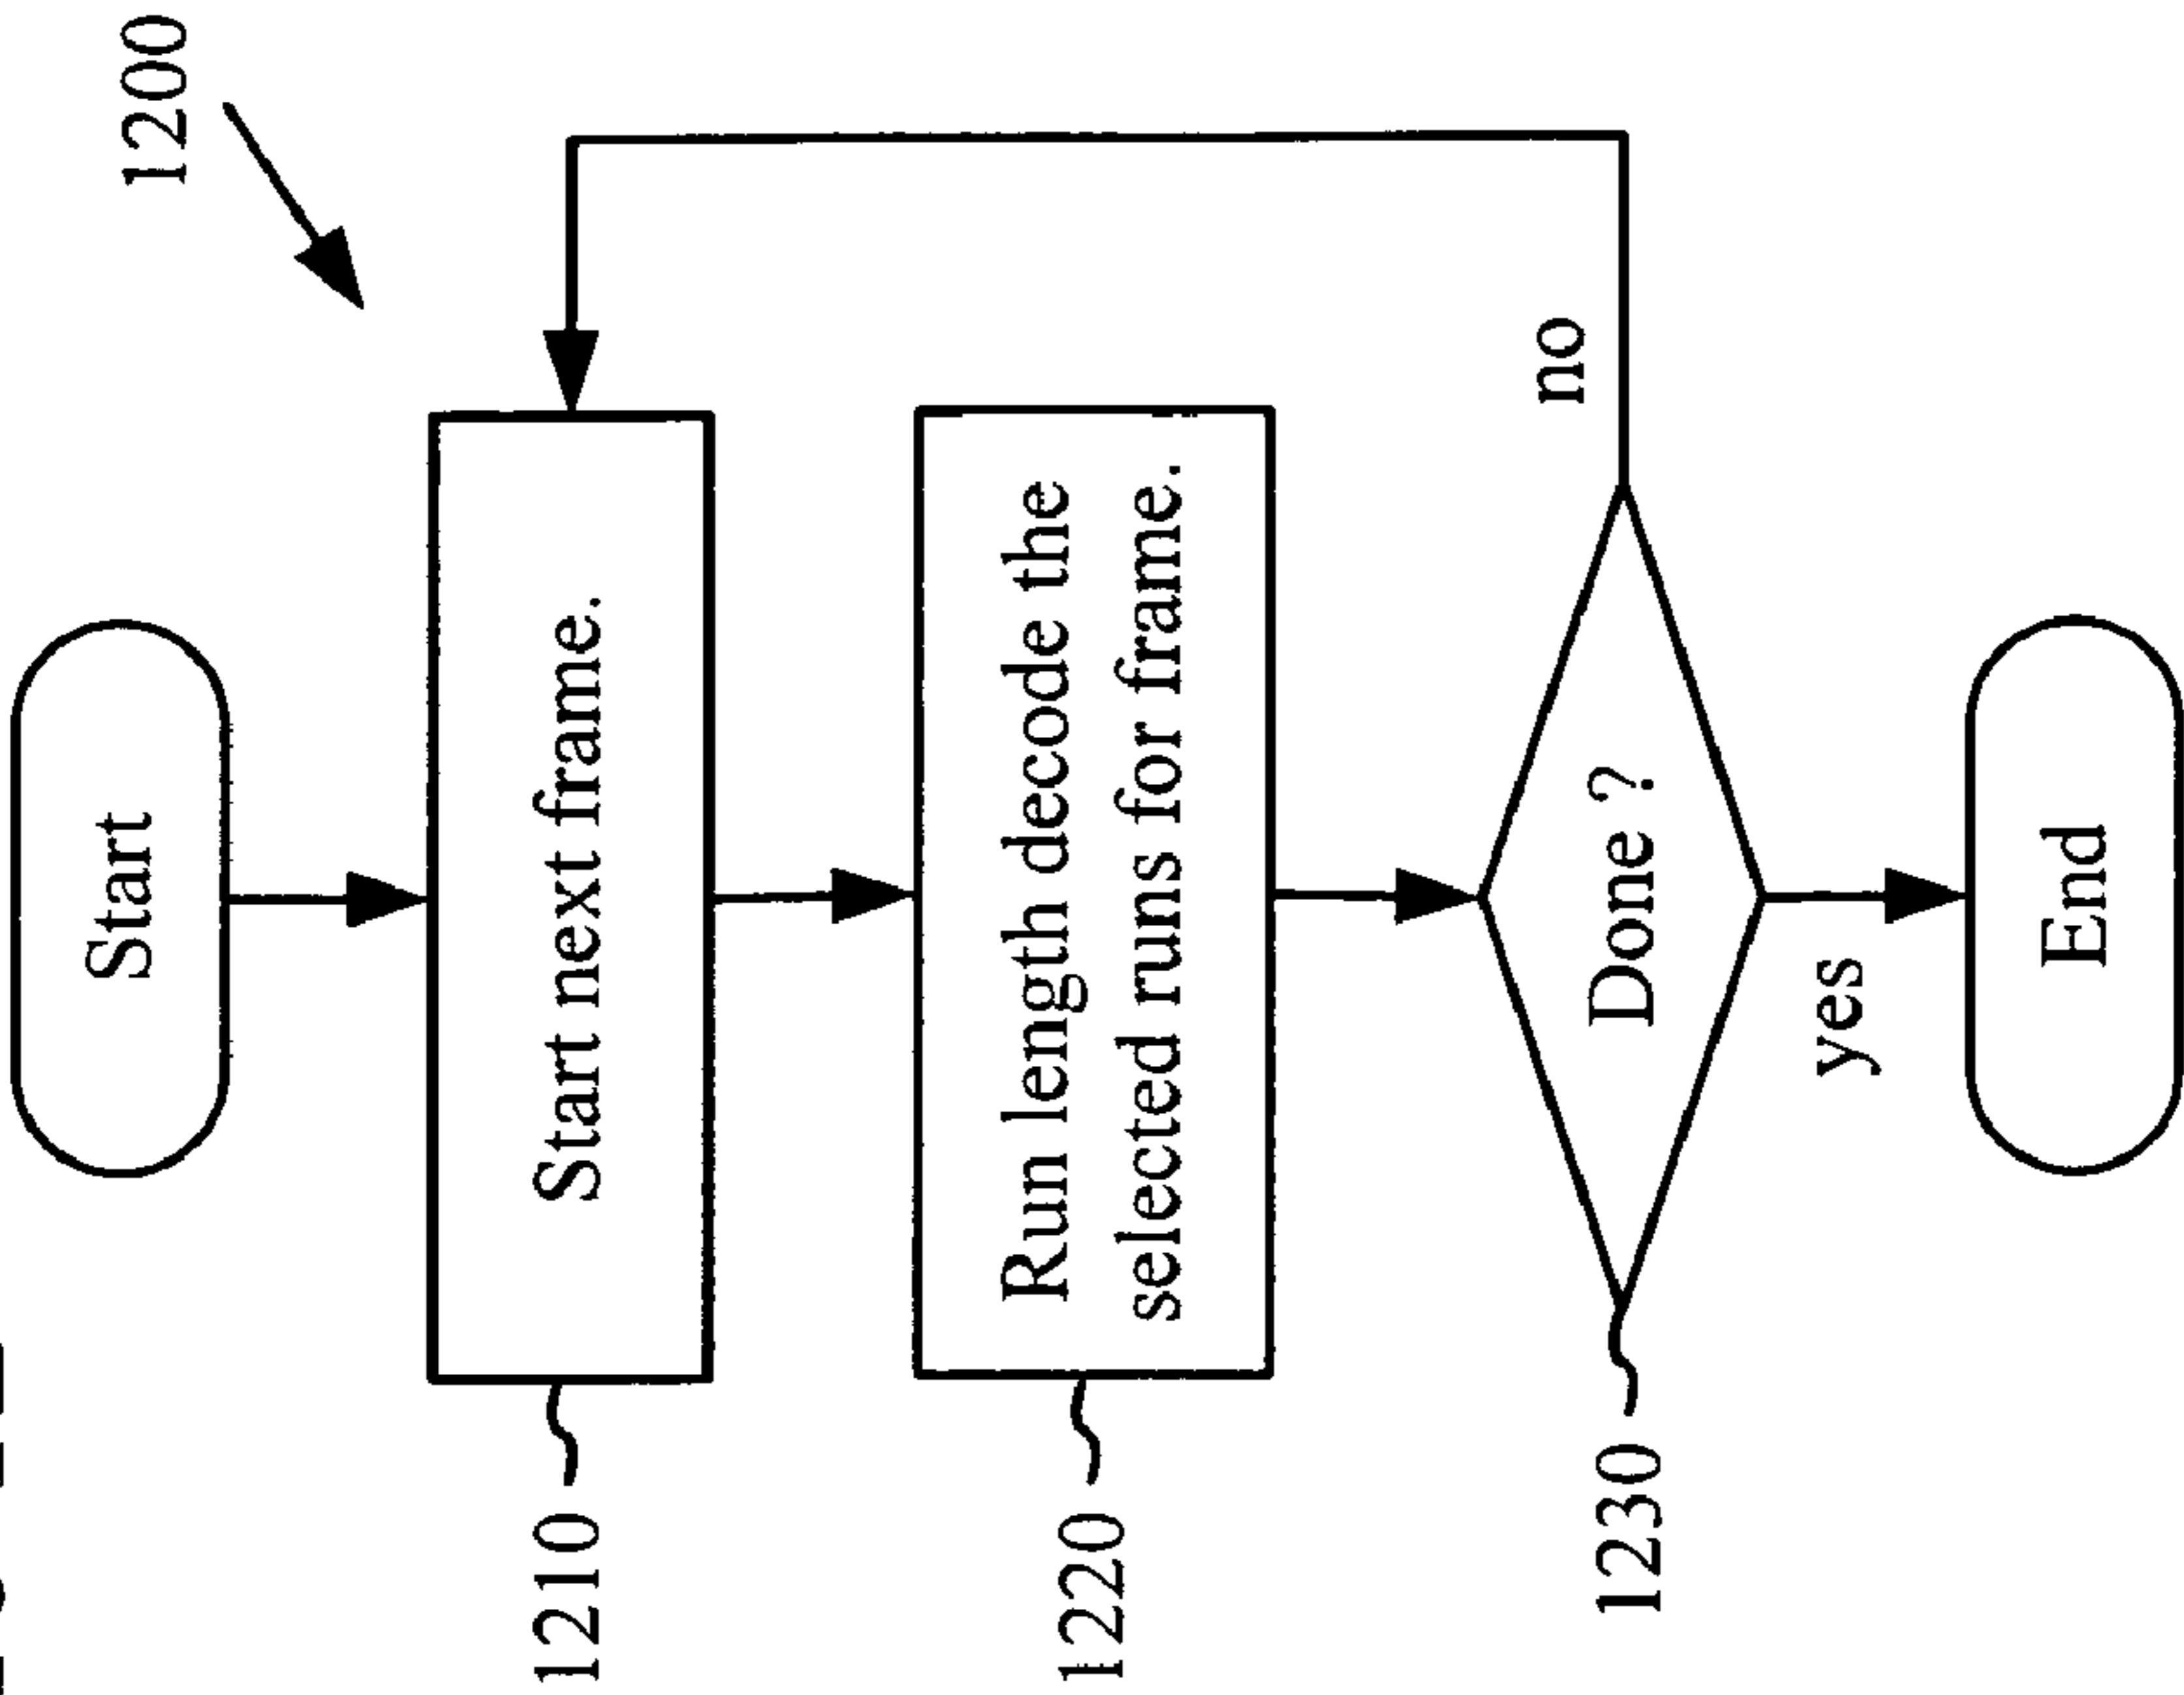 1200
Start
1210
Start next frame.
1220
Run length decode the
selected runs for frame.
1230
Done ?
no
yes
End